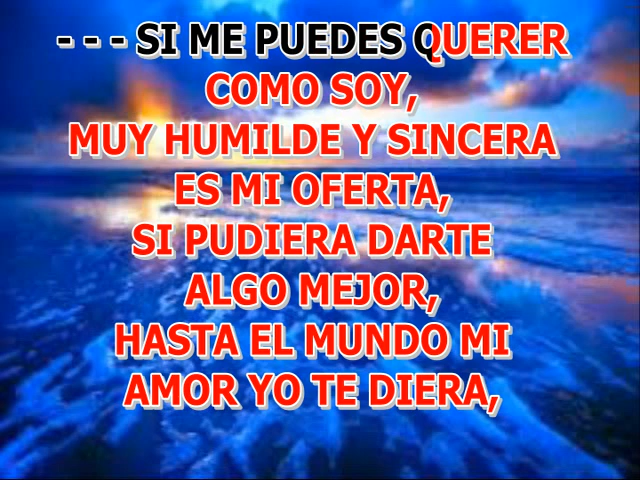 - - - SI ME PUEDES QUERER
COMO SOY,
MUY HUMILDE Y SINCERA
ES MI OFERTA,
SI PUDIERA DARTE
ALGO MEJOR,
HASTA EL MUNDO MI
AMOR YO TE DIERA,